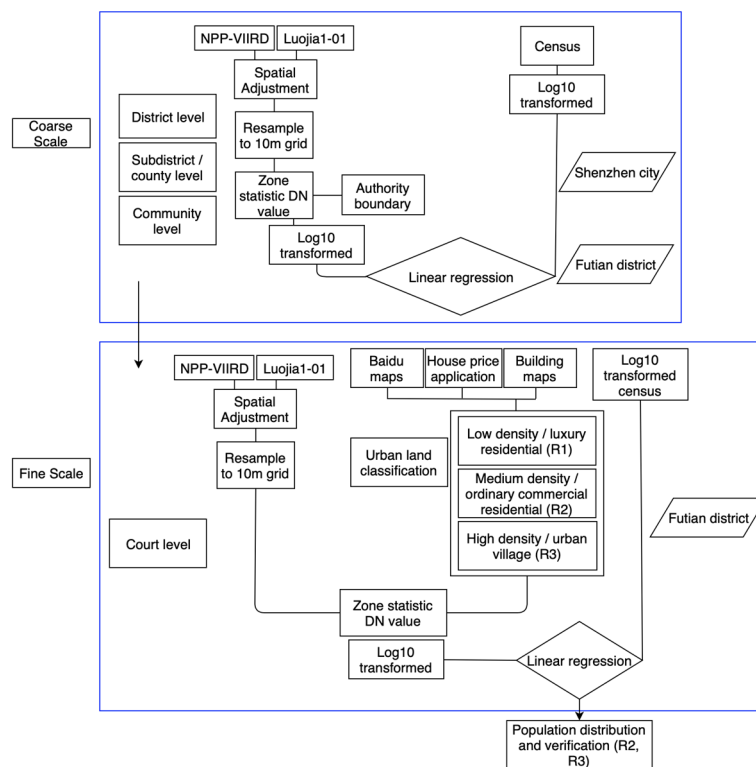 NPP-VIIRD
Luojia1-01
Spatial
Adjustment
Resample
to 10m grid
Zone
statistic DN
value
Authority
boundary
Log10
transformed
Linear regression
Census
Log10
transformed
Shenzhen city
Futian district
Coarse
Scale
District level
Subdistrict /
county level
Community
level
NPP-VIIRD
Luojia1-01
Spatial
Adjustment
Resample
to 10m grid
Baidu
maps
House price
application
Building
maps
Log10
transformed
census
Urban land
classification
Low density / luxury
residential (R1)
Medium density /
ordinary commercial
residential (R2)
High density / urban
village (R3)
Fine Scale
Court level
Futian district
Zone statistic
DN value
Log10
transformed
Linear regression
Population distribution
and verification (R2,
R3)